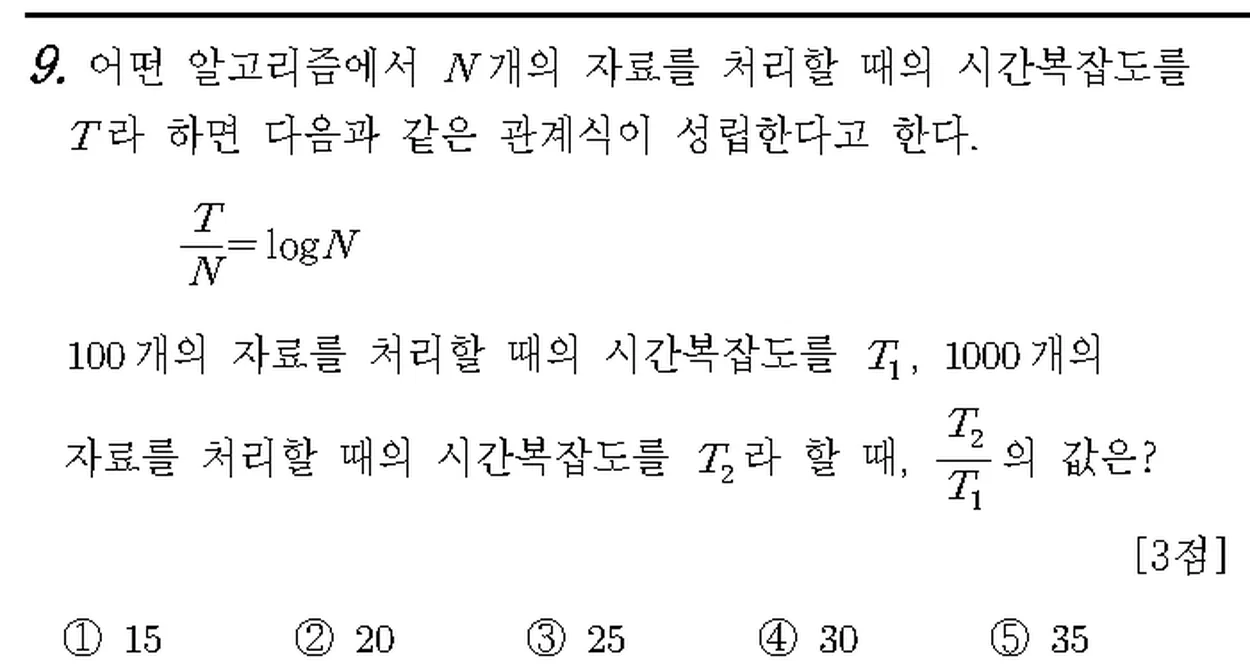 9. 어떤 알고리즘에서 N개의 자료를 처리할 때의 시간복잡도를
T라 하면 다음과 같은 관계식이 성립한다고 한다.
T/N = log N
100개의 자료를 처리할 때의 시간복잡도를 T₁, 1000개의
자료를 처리할 때의 시간복잡도를 T₂라 할 때, T₂/T₁의 값은?
[3점]
① 15 ② 20 ③ 25 ④ 30 ⑤ 35